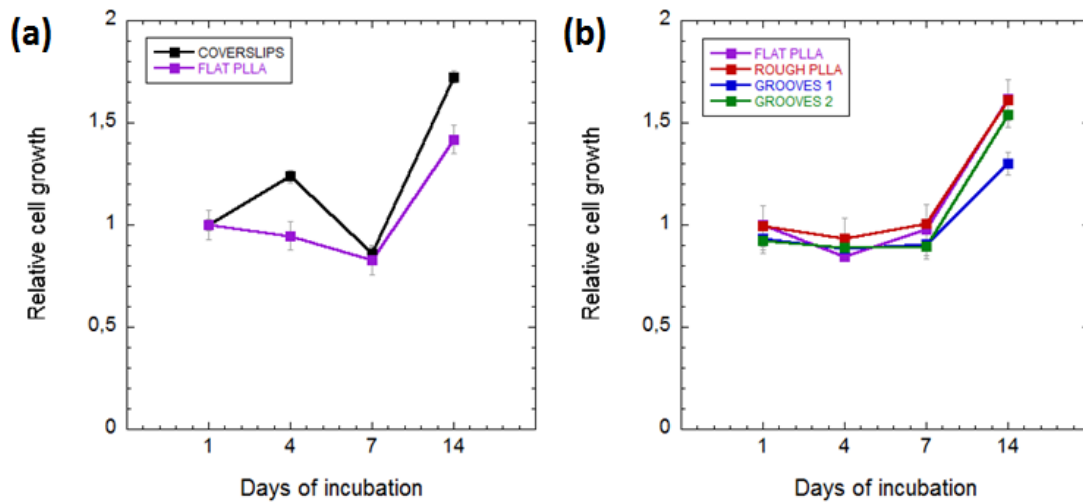 (a)
COVERSLIPS
FLAT PLLA
2
1,5
1
0,5
0
Relative cell growth
1 4 7 14
Days of incubation
(b)
FLAT PLLA
ROUGH PLLA
GROOVES 1
GROOVES 2
2
1,5
1
0,5
0
Relative cell growth
1 4 7 14
Days of incubation